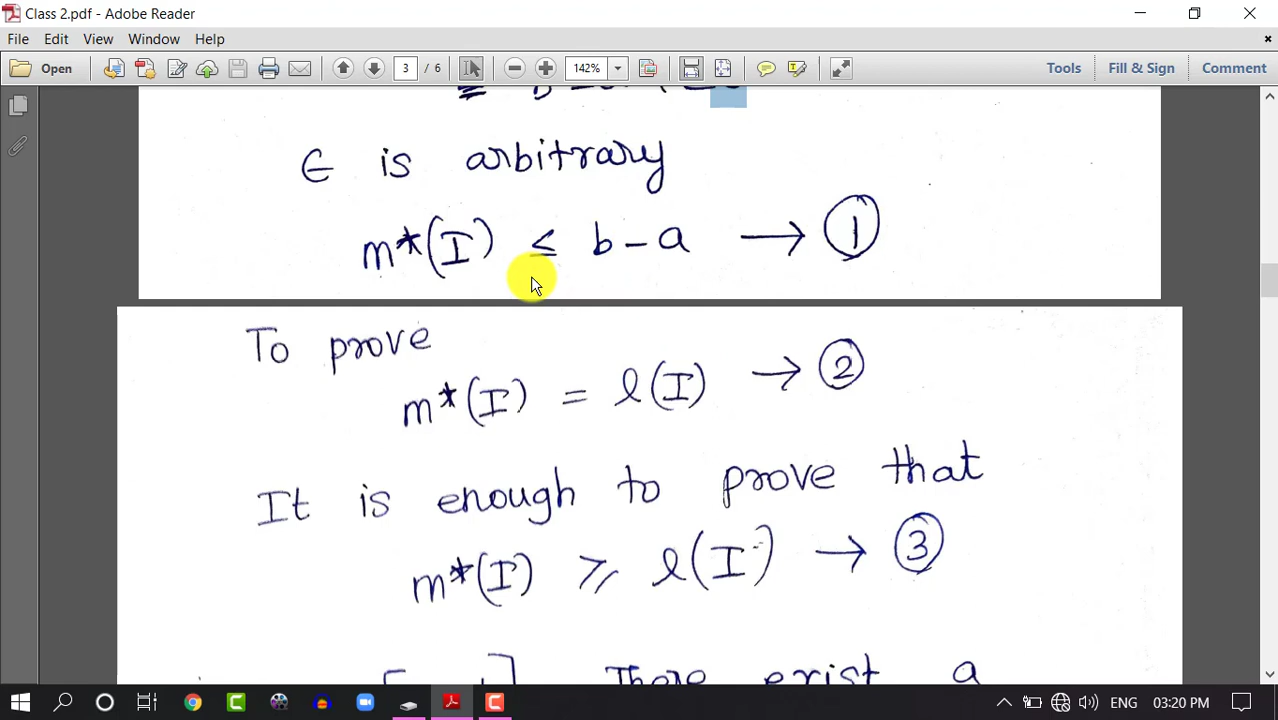 Class 2.pdf - Adobe Reader
File Edit View Window Help
Open 3 / 6 142% Tools Fill & Sign Comment
∈ is arbitrary
m*(I) ≤ b-a → ①
To prove
m*(I) = l(I) → ②
It is enough to prove that
m*(I) ≥ l(I) → ③
There exist a
ENG 03:20 PM